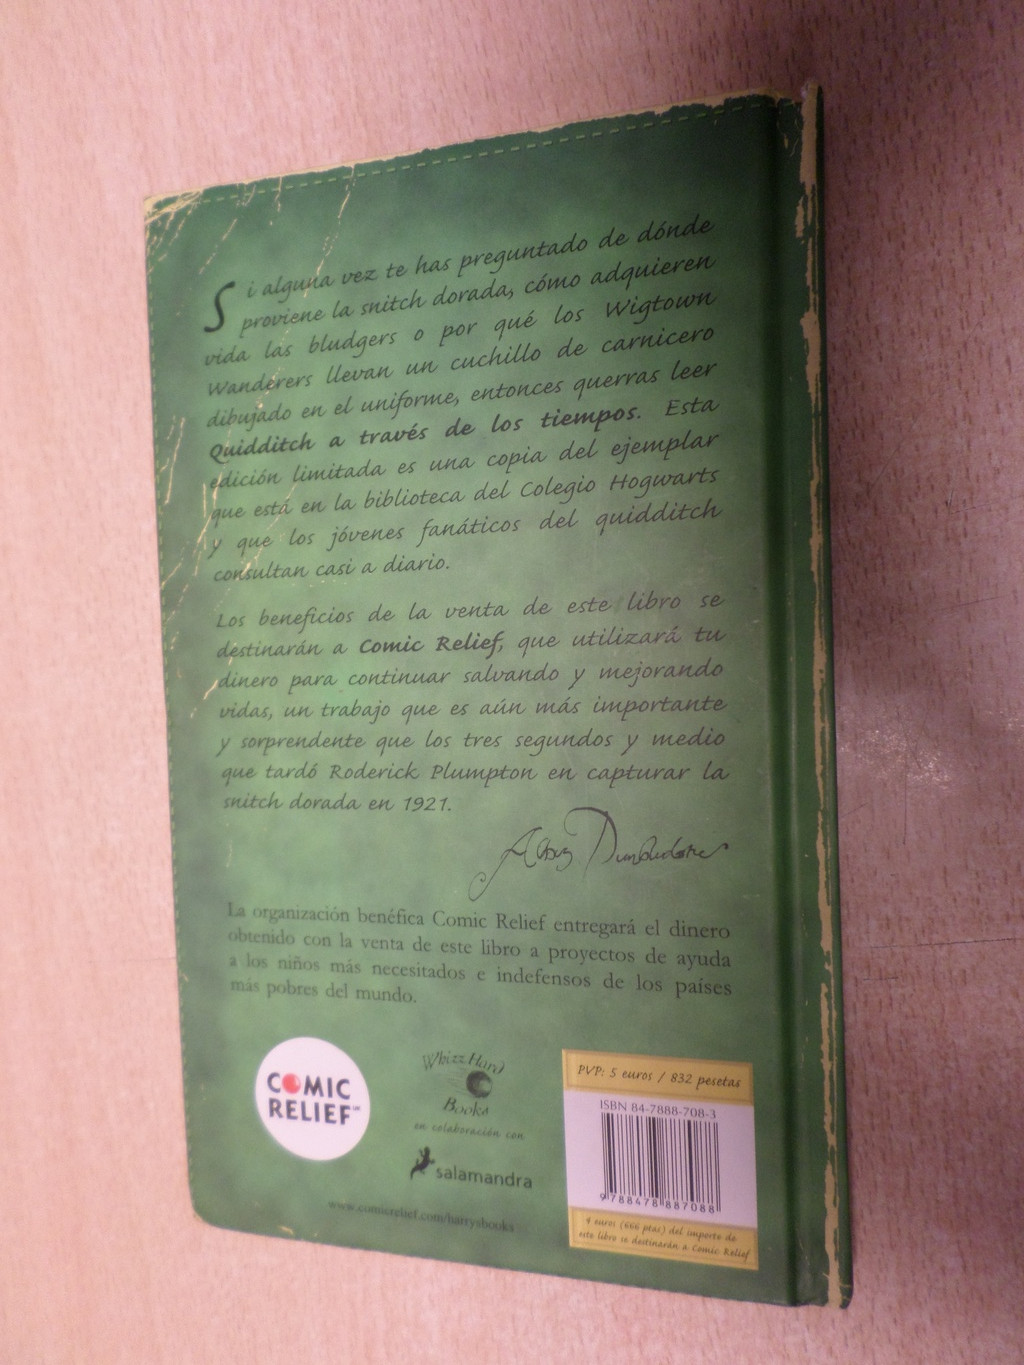 Si alguna vez te has preguntado de dónde
proviene la snitch dorada, cómo adquieren
vida las bludgers o por qué los Wigtown
Wanderers llevan un cuchillo de carnicero
dibujado en el uniforme, entonces querras leer
Quidditch a través de los tiempos. Esta
edición limitada es una copia del ejemplar
que está en la biblioteca del Colegio Hogwarts
y que los jóvenes fanáticos del quidditch
consultan casi a diario.
Los beneficios de la venta de este libro se
destinarán a Comic Relief, que utilizará tu
dinero para continuar salvando y mejorando
vidas, un trabajo que es aún más importante
y sorprendente que los tres segundos y medio
que tardó Roderick Plumpton en capturar la
snitch dorada en 1921.
Albus Dumbledore
La organización benéfica Comic Relief entregará el dinero
obtenido con la venta de este libro a proyectos de ayuda
a los niños más necesitados e indefensos de los países
más pobres del mundo.
COMIC
RELIEF
Whizz Hard
Books
en colaboración con
salamandra
www.comicrelief.com/harrysbooks
PVP: 5 euros / 832 pesetas
ISBN 84-7888-708-3
9 788478 887088
4 euros (666 ptas) del importe de
este libro se destinarán a Comic Relief